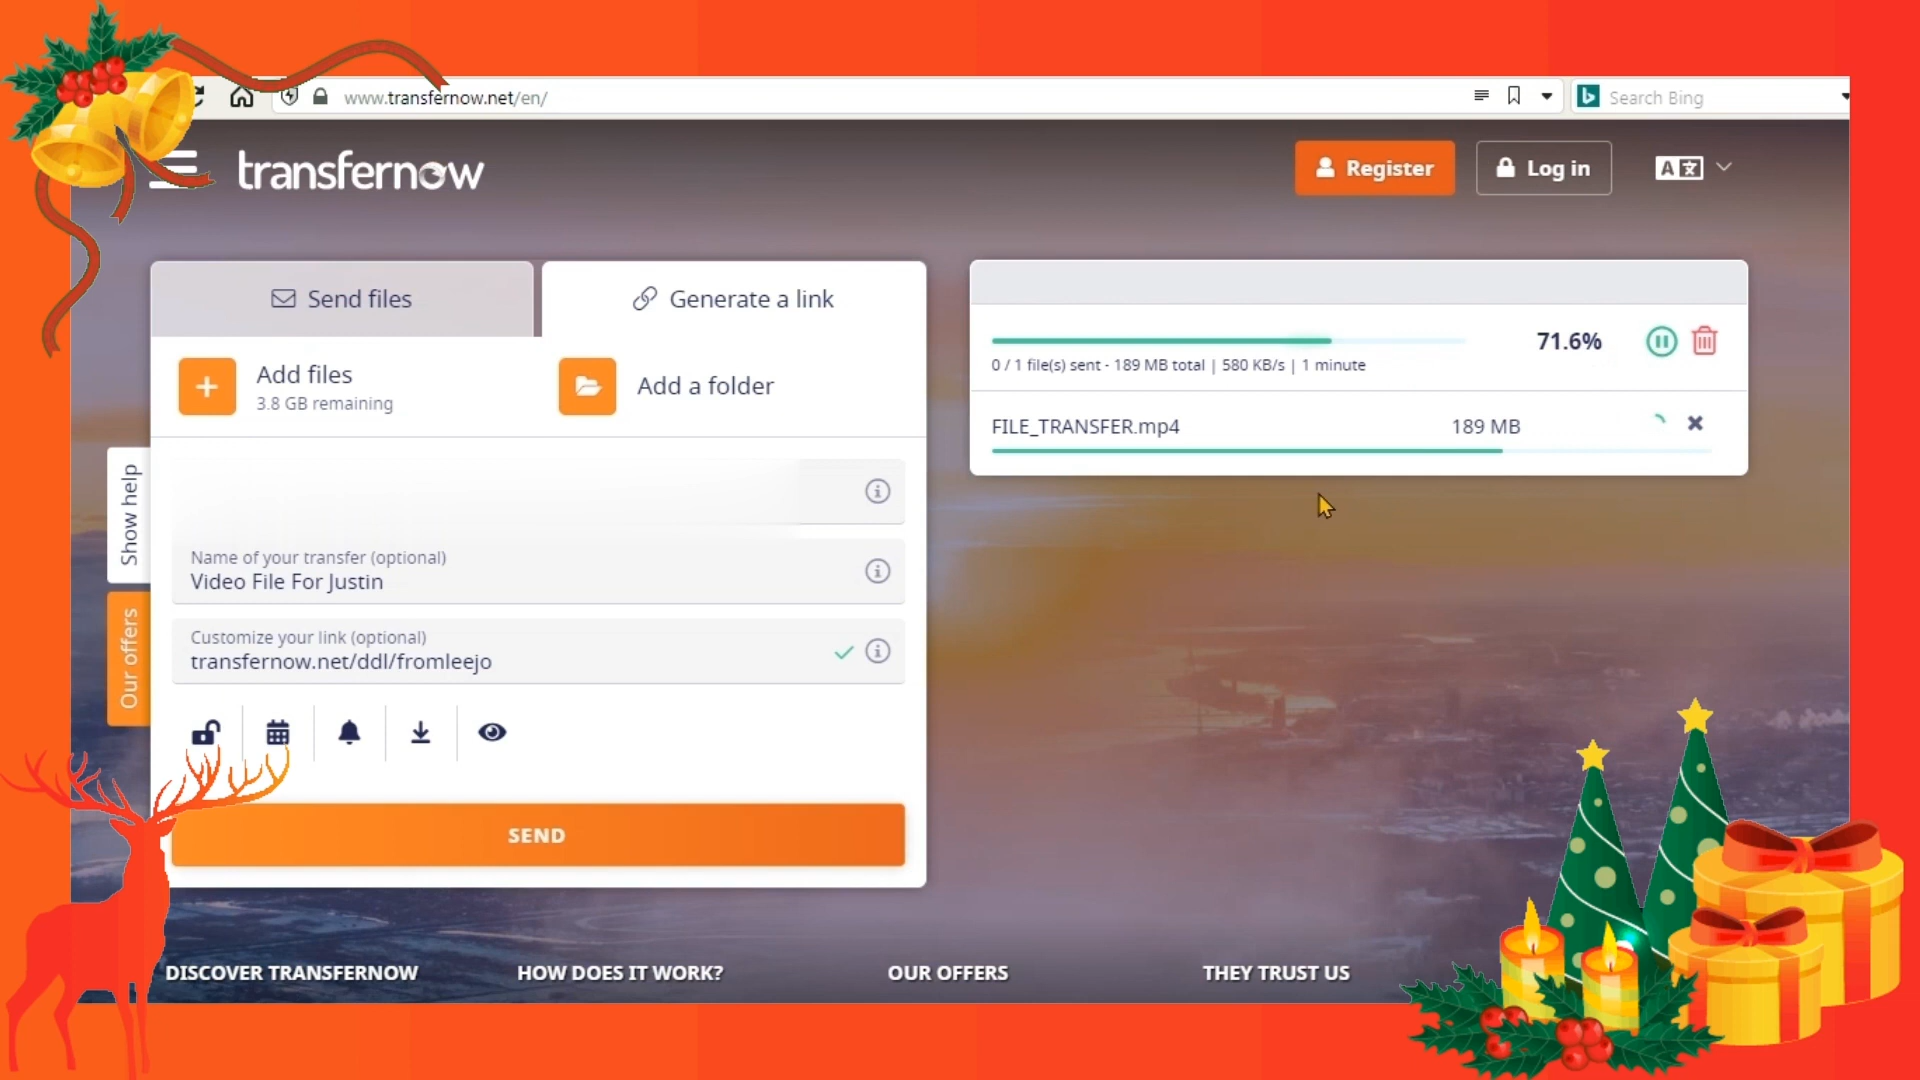 www.transfernow.net/en/
Search Bing
transfernow
Register
Log in
Send files
Generate a link
Add files
3.8 GB remaining
Add a folder
71.6%
0 / 1 file(s) sent - 189 MB total | 580 KB/s | 1 minute
FILE_TRANSFER.mp4
189 MB
Show help
Our offers
Name of your transfer (optional)
Video File For Justin
Customize your link (optional)
transfernow.net/ddl/fromleejo
SEND
DISCOVER TRANSFERNOW
HOW DOES IT WORK?
OUR OFFERS
THEY TRUST US